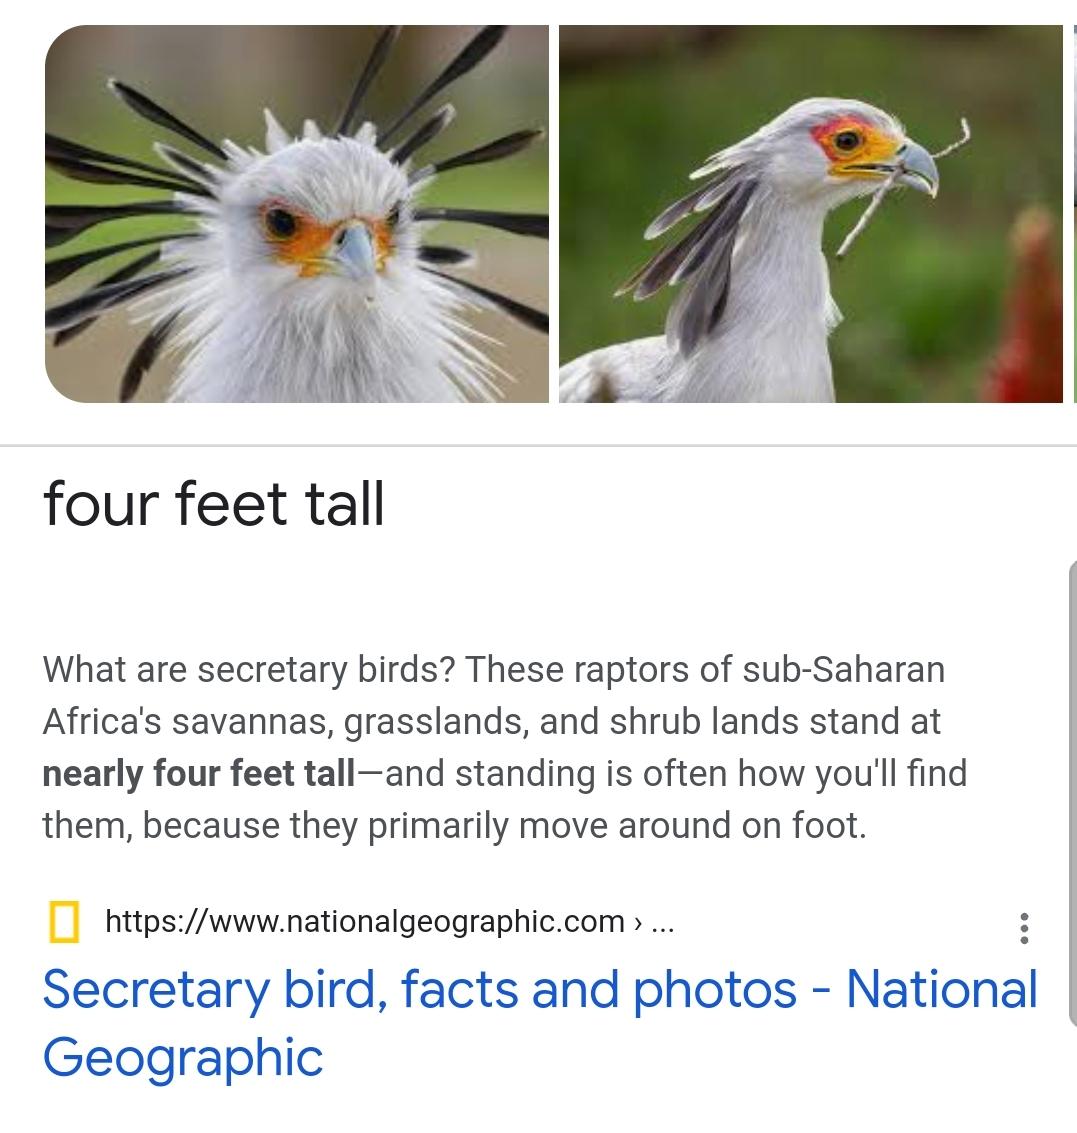 four feet tall
What are secretary birds? These raptors of sub-Saharan
Africa's savannas, grasslands, and shrub lands stand at
nearly four feet tall—and standing is often how you'll find
them, because they primarily move around on foot.
https://www.nationalgeographic.com › ...
Secretary bird, facts and photos - National
Geographic